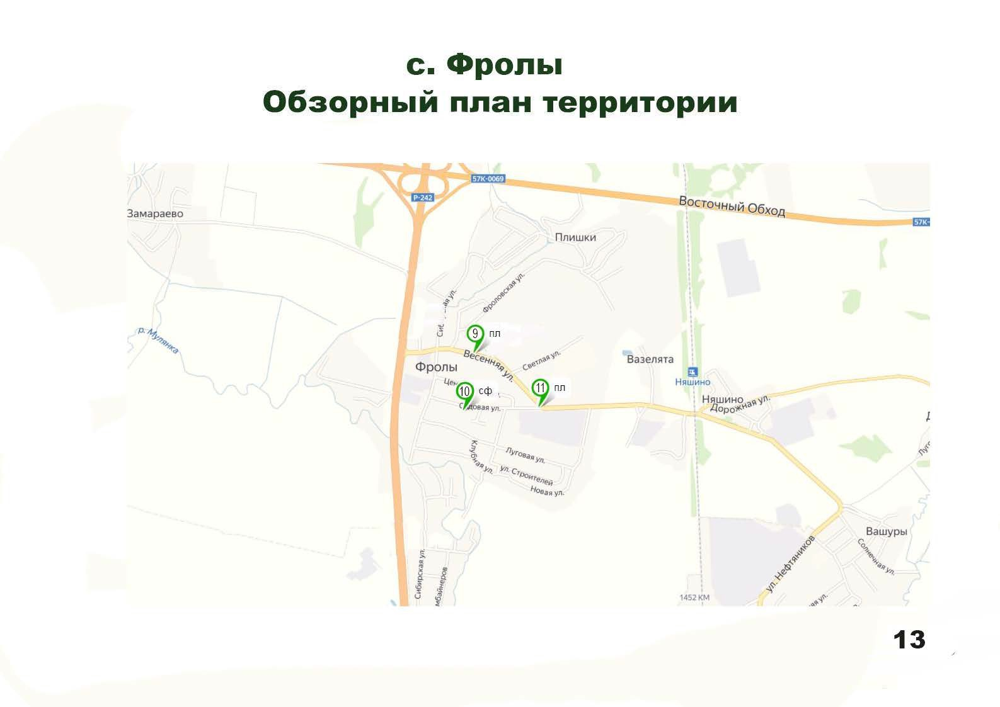 с. Фролы
Обзорный план территории
57К-0069
Р-242
Восточный Обход
57К-
Замараево
Плишки
Фроловская ул.
р. Мулянка
9 пл
Весенняя ул.
Светлая ул.
Вазелята
Фролы
Няшино
10 сф
11 пл
Няшино
Дорожная ул.
Садовая ул.
Клубная ул.
Луговая ул.
ул. Строителей
Новая ул.
Вашуры
Солнечная ул.
ул. Нефтяников
Сибирская ул.
1452 КМ
13